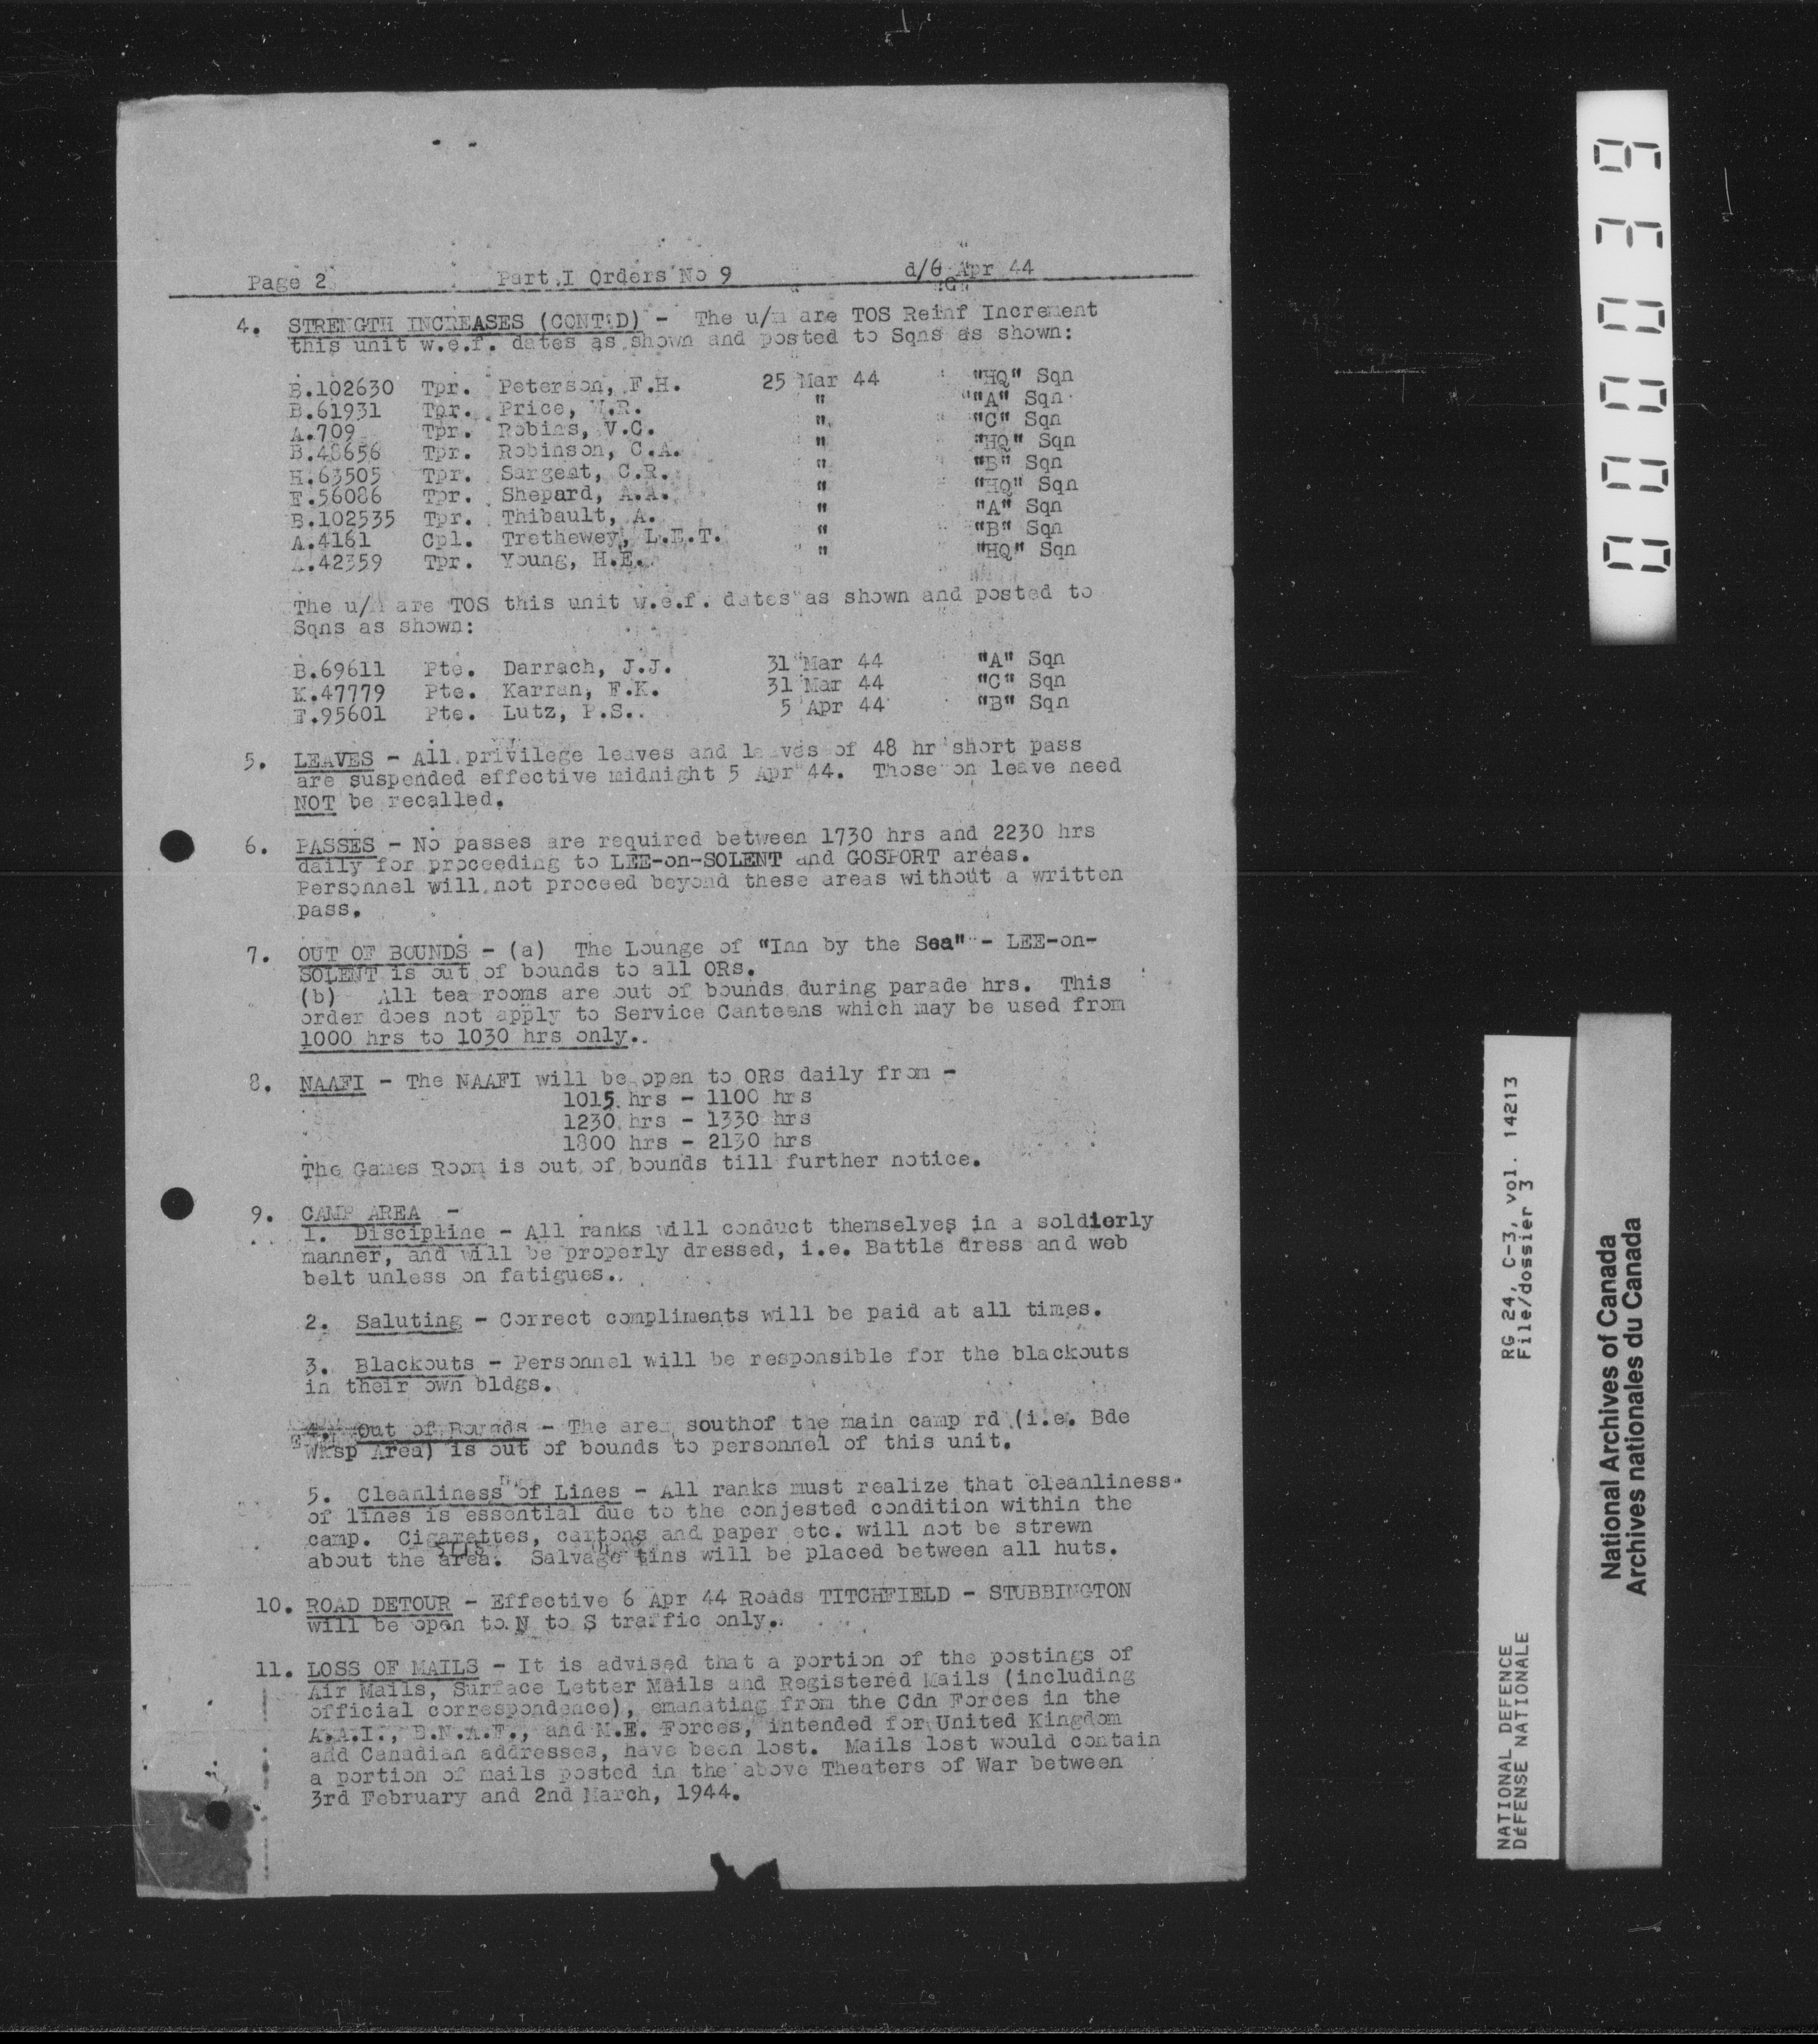 Page 2 Part I Orders No 9 d/6 Apr 44
4. STRENGTH INCREASES (CONT'D) - The u/m are TOS Reinf Increment
this unit w.e.f. dates as shown and posted to Sqns as shown:
B.102630 Tpr. Peterson, F.H. 25 Mar 44 "HQ" Sqn
B.61931 Tpr. Price, W.R. " "A" Sqn
A.709 Tpr. Robins, V.C. " "C" Sqn
B.48656 Tpr. Robinson, C.A. " "HQ" Sqn
H.63505 Tpr. Sargent, C.R. " "B" Sqn
F.56086 Tpr. Shepard, A.A. " "HQ" Sqn
B.102535 Tpr. Thibault, A. " "A" Sqn
A.4161 Cpl. Trethewey, L.E.T. " "B" Sqn
.42359 Tpr. Young, H.E. " "HQ" Sqn
The u/m are TOS this unit w.e.f. dates as shown and posted to
Sqns as shown:
B.69611 Pte. Darrach, J.J. 31 Mar 44 "A" Sqn
K.47779 Pte. Karran, F.K. 31 Mar 44 "C" Sqn
F.95601 Pte. Lutz, P.S. 5 Apr 44 "B" Sqn
5. LEAVES - All privilege leaves and leaves of 48 hr short pass
are suspended effective midnight 5 Apr 44. Those on leave need
NOT be recalled.
6. PASSES - No passes are required between 1730 hrs and 2230 hrs
daily for proceeding to LEE-on-SOLENT and GOSPORT areas.
Personnel will not proceed beyond these areas without a written
pass.
7. OUT OF BOUNDS - (a) The Lounge of "Inn by the Sea" - LEE-on-
SOLENT is out of bounds to all ORs.
(b) All tea rooms are out of bounds during parade hrs. This
order does not apply to Service Canteens which may be used from
1000 hrs to 1030 hrs only.
8. NAAFI - The NAAFI will be open to ORs daily from -
1015 hrs - 1100 hrs
1230 hrs - 1330 hrs
1800 hrs - 2130 hrs
The Games Room is out of bounds till further notice.
9. CAMP AREA -
1. Discipline - All ranks will conduct themselves in a soldierly
manner, and will be properly dressed, i.e. Battle dress and web
belt unless on fatigues.
2. Saluting - Correct compliments will be paid at all times.
3. Blackouts - Personnel will be responsible for the blackouts
in their own bldgs.
4. Out of Bounds - The area southof the main camp rd (i.e. Bde
Wksp Area) is out of bounds to personnel of this unit.
5. Cleanliness of Lines - All ranks must realize that cleanliness
of lines is essential due to the conjested condition within the
camp. Cigarettes, cartons and paper etc. will not be strewn
about the area. Salvage tins will be placed between all huts.
10. ROAD DETOUR - Effective 6 Apr 44 Roads TITCHFIELD - STUBBINGTON
will be open to N to S traffic only.
11. LOSS OF MAILS - It is advised that a portion of the postings of
Air Mails, Surface Letter Mails and Registered Mails (including
official correspondence), emanating from the Cdn Forces in the
A.A.I., B.N.A.F., and M.E. Forces, intended for United Kingdom
and Canadian addresses, have been lost. Mails lost would contain
a portion of mails posted in the above Theaters of War between
3rd February and 2nd March, 1944.
000039
RG 24, C-3, vol. 14213
File/dossier 3
NATIONAL DEFENCE
DÉFENSE NATIONALE
National Archives of Canada
Archives nationales du Canada